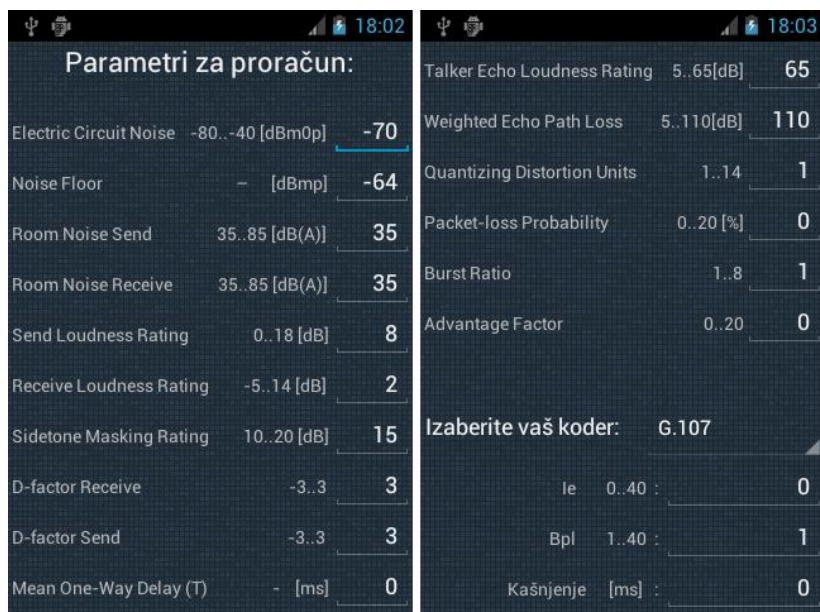 18:02
Parametri za proračun:
Electric Circuit Noise -80..-40 [dBm0p] -70
Noise Floor – [dBmp] -64
Room Noise Send 35..85 [dB(A)] 35
Room Noise Receive 35..85 [dB(A)] 35
Send Loudness Rating 0..18 [dB] 8
Receive Loudness Rating -5..14 [dB] 2
Sidetone Masking Rating 10..20 [dB] 15
D-factor Receive -3..3 3
D-factor Send -3..3 3
Mean One-Way Delay (T) - [ms] 0
18:03
Talker Echo Loudness Rating 5..65[dB] 65
Weighted Echo Path Loss 5..110[dB] 110
Quantizing Distortion Units 1..14 1
Packet-loss Probability 0..20 [%] 0
Burst Ratio 1..8 1
Advantage Factor 0..20 0
Izaberite vaš koder: G.107
Ie 0..40 : 0
Bpl 1..40 : 1
Kašnjenje [ms] : 0